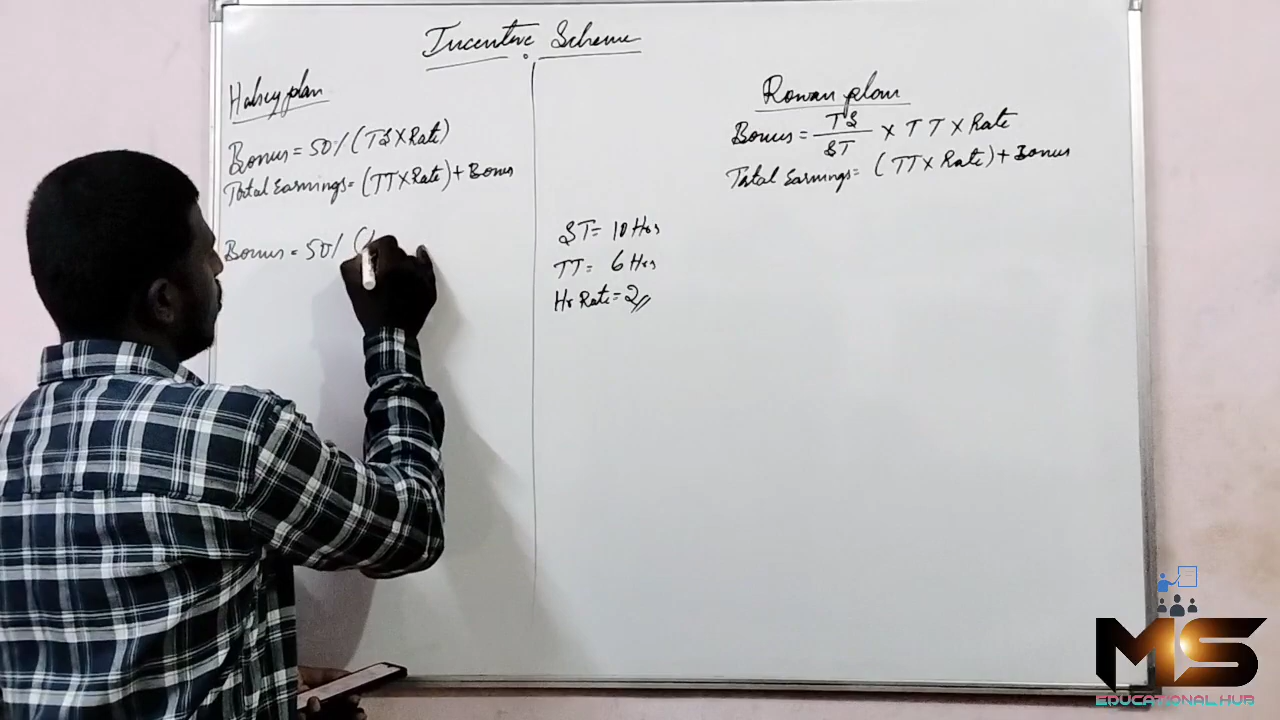 Incentive Scheme
Halsey plan
Bonus = 50% (TS X Rate)
Total Earnings = (TT X Rate) + Bonus
Bonus = 50% (
ST = 10 Hrs
TT = 6 Hrs
Hr Rate = 2//
Rowan plan
Bonus = TS/ST X TT X Rate
Total Earnings = (TT X Rate) + Bonus
MS
EDUCATIONAL HUB